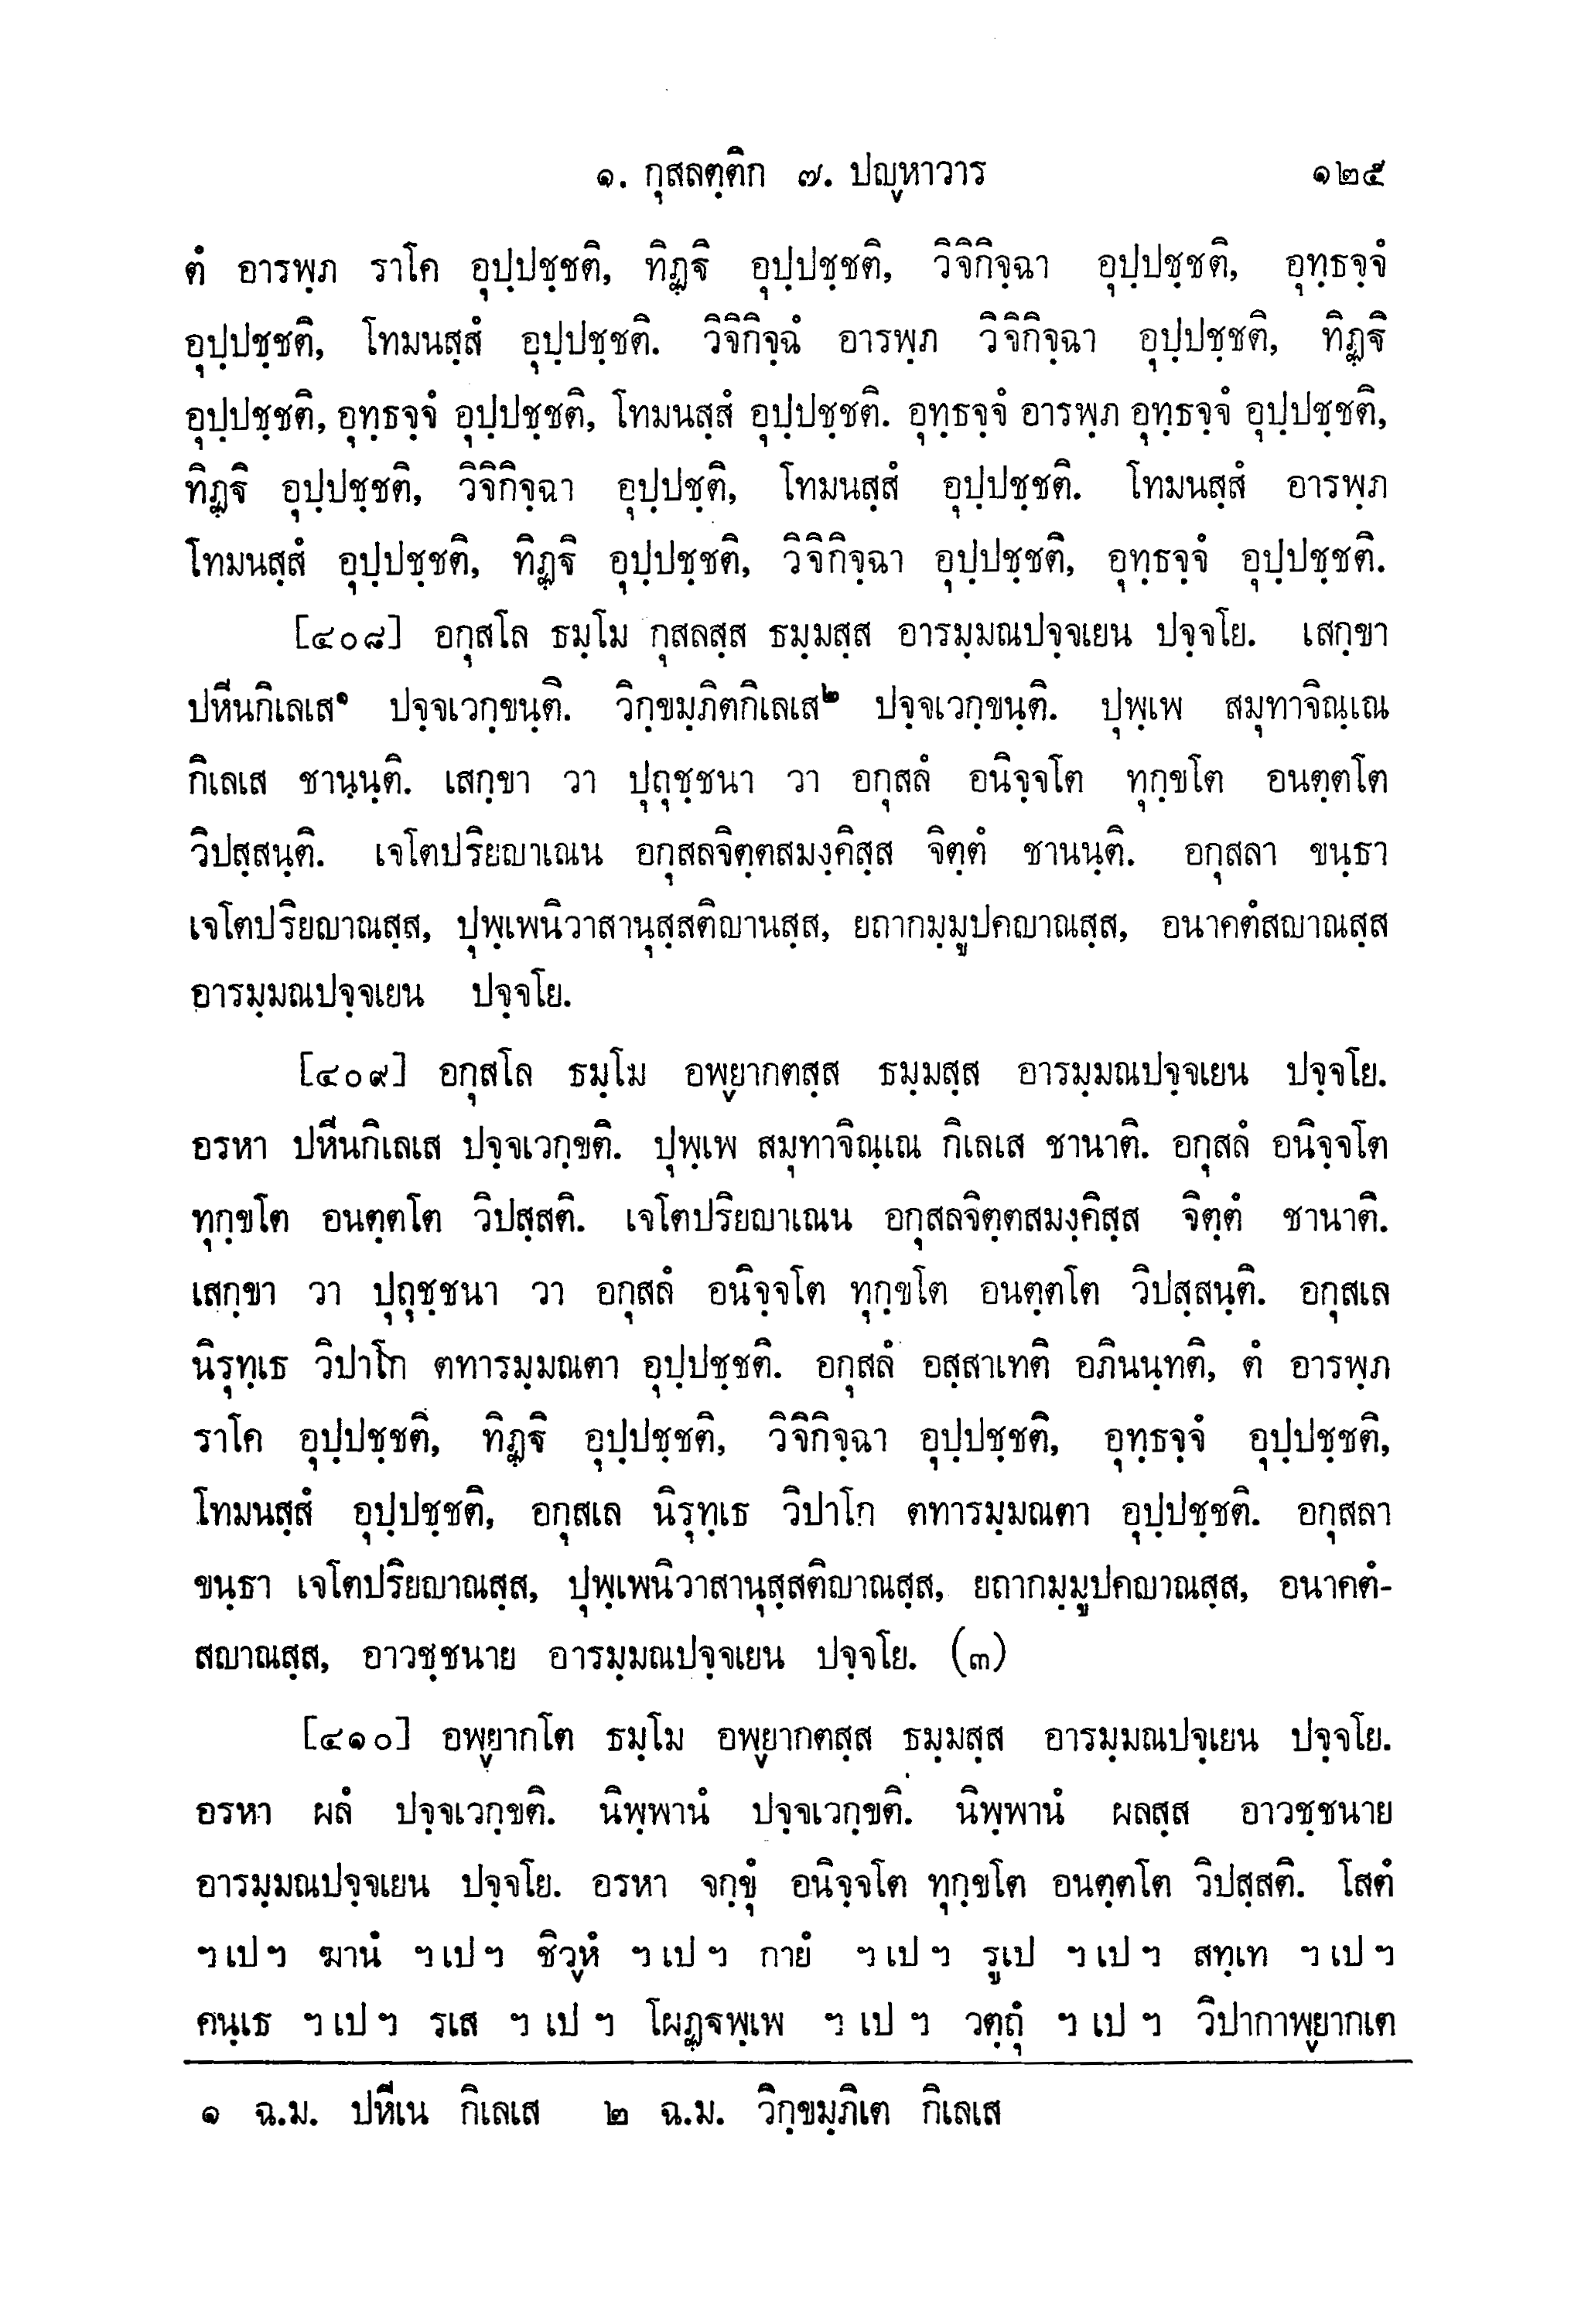 ๑. กุสลตฺติก ๗. ปญฺหาวาร ๑๒๕
ตํ อารพฺภ ราโค อุปฺปชฺชติ, ทิฏฺฐิ อุปฺปชฺชติ, วิจิกิจฺฉา อุปฺปชฺชติ, อุทฺธจฺจํ
อุปฺปชฺชติ, โทมนสฺสํ อุปฺปชฺชติ. วิจิกิจฺฉํ อารพฺภ วิจิกิจฺฉา อุปฺปชฺชติ, ทิฏฺฐิ
อุปฺปชฺชติ, อุทฺธจฺจํ อุปฺปชฺชติ, โทมนสฺสํ อุปฺปชฺชติ. อุทฺธจฺจํ อารพฺภ อุทฺธจฺจํ อุปฺปชฺชติ,
ทิฏฺฐิ อุปฺปชฺชติ, วิจิกิจฺฉา อุปฺปชฺติ, โทมนสฺสํ อุปฺปชฺชติ. โทมนสฺสํ อารพฺภ
โทมนสฺสํ อุปฺปชฺชติ, ทิฏฺฐิ อุปฺปชฺชติ, วิจิกิจฺฉา อุปฺปชฺชติ, อุทฺธจฺจํ อุปฺปชฺชติ.
[๔๐๘] อกุสโล ธมฺโม กุสลสฺส ธมฺมสฺส อารมฺมณปจฺจเยน ปจฺจโย. เสกฺขา
ปหีนกิเลเส๑ ปจฺจเวกฺขนฺติ. วิกฺขมฺภิตกิเลเส๒ ปจฺจเวกฺขนฺติ. ปุพฺเพ สมุทาจิณฺเณ
กิเลเส ชานฺนฺติ. เสกฺขา วา ปุถุชฺชนา วา อกุสลํ อนิจฺจโต ทุกฺขโต อนตฺตโต
วิปสฺสนฺติ. เจโตปริยญาเณน อกุสลจิตฺตสมงฺคิสฺส จิตฺตํ ชานนฺติ. อกุสลา ขนฺธา
เจโตปริยญาณสฺส, ปุพฺเพนิวาสานุสฺสติญานสฺส, ยถากมฺมูปคญาณสฺส, อนาคตํสญาณสฺส
อารมฺมณปจฺจเยน ปจฺจโย.
[๔๐๙] อกุสโล ธมฺโม อพฺยากตสฺส ธมฺมสฺส อารมฺมณปจฺจเยน ปจฺจโย.
อรหา ปหีนกิเลเส ปจฺจเวกฺขติ. ปุพฺเพ สมุทาจิณฺเณ กิเลเส ชานาติ. อกุสลํ อนิจฺจโต
ทุกฺขโต อนตฺตโต วิปสฺสติ. เจโตปริยญาเณน อกุสลจิตฺตสมงฺคิสฺส จิตฺตํ ชานาติ.
เสกฺขา วา ปุถุชฺชนา วา อกุสลํ อนิจฺจโต ทุกฺขโต อนตฺตโต วิปสฺสนฺติ. อกุสเล
นิรุทฺเธ วิปาโก ตทารมฺมณตา อุปฺปชฺชติ. อกุสลํ อสฺสาเทติ อภินนฺทติ, ตํ อารพฺภ
ราโค อุปฺปชฺชติ, ทิฏฺฐิ อุปฺปชฺชติ, วิจิกิจฺฉา อุปฺปชฺชติ, อุทฺธจฺจํ อุปฺปชฺชติ,
โทมนสฺสํ อุปฺปชฺชติ, อกุสเล นิรุทฺเธ วิปาโก ตทารมฺมณตา อุปฺปชฺชติ. อกุสลา
ขนฺธา เจโตปริยญาณสฺส, ปุพฺเพนิวาสานุสฺสติญาณสฺส, ยถากมฺมูปคญาณสฺส, อนาคตํ-
สญาณสฺส, อาวชฺชนาย อารมฺมณปจฺจเยน ปจฺจโย. (๓)
[๔๑๐] อพฺยากโต ธมฺโม อพฺยากตสฺส ธมฺมสฺส อารมฺมณปจฺเยน ปจฺจโย.
อรหา ผลํ ปจฺจเวกฺขติ. นิพฺพานํ ปจฺจเวกฺขติ. นิพฺพานํ ผลสฺส อาวชฺชนาย
อารมฺมณปจฺจเยน ปจฺจโย. อรหา จกฺขุํ อนิจฺจโต ทุกฺขโต อนตฺตโต วิปสฺสติ. โสตํ
ฯ เป ฯ ฆานํ ฯ เป ฯ ชิวฺหํ ฯ เป ฯ กายํ ฯ เป ฯ รูเป ฯ เป ฯ สทฺเท ฯ เป ฯ
คนฺเธ ฯ เป ฯ รเส ฯ เป ฯ โผฏฺฐพฺเพ ฯ เป ฯ วตฺถุํ ฯ เป ฯ วิปากาพฺยากเต
๑ ฉ.ม. ปหีเน กิเลเส ๒ ฉ.ม. วิกฺขมฺภิเต กิเลเส